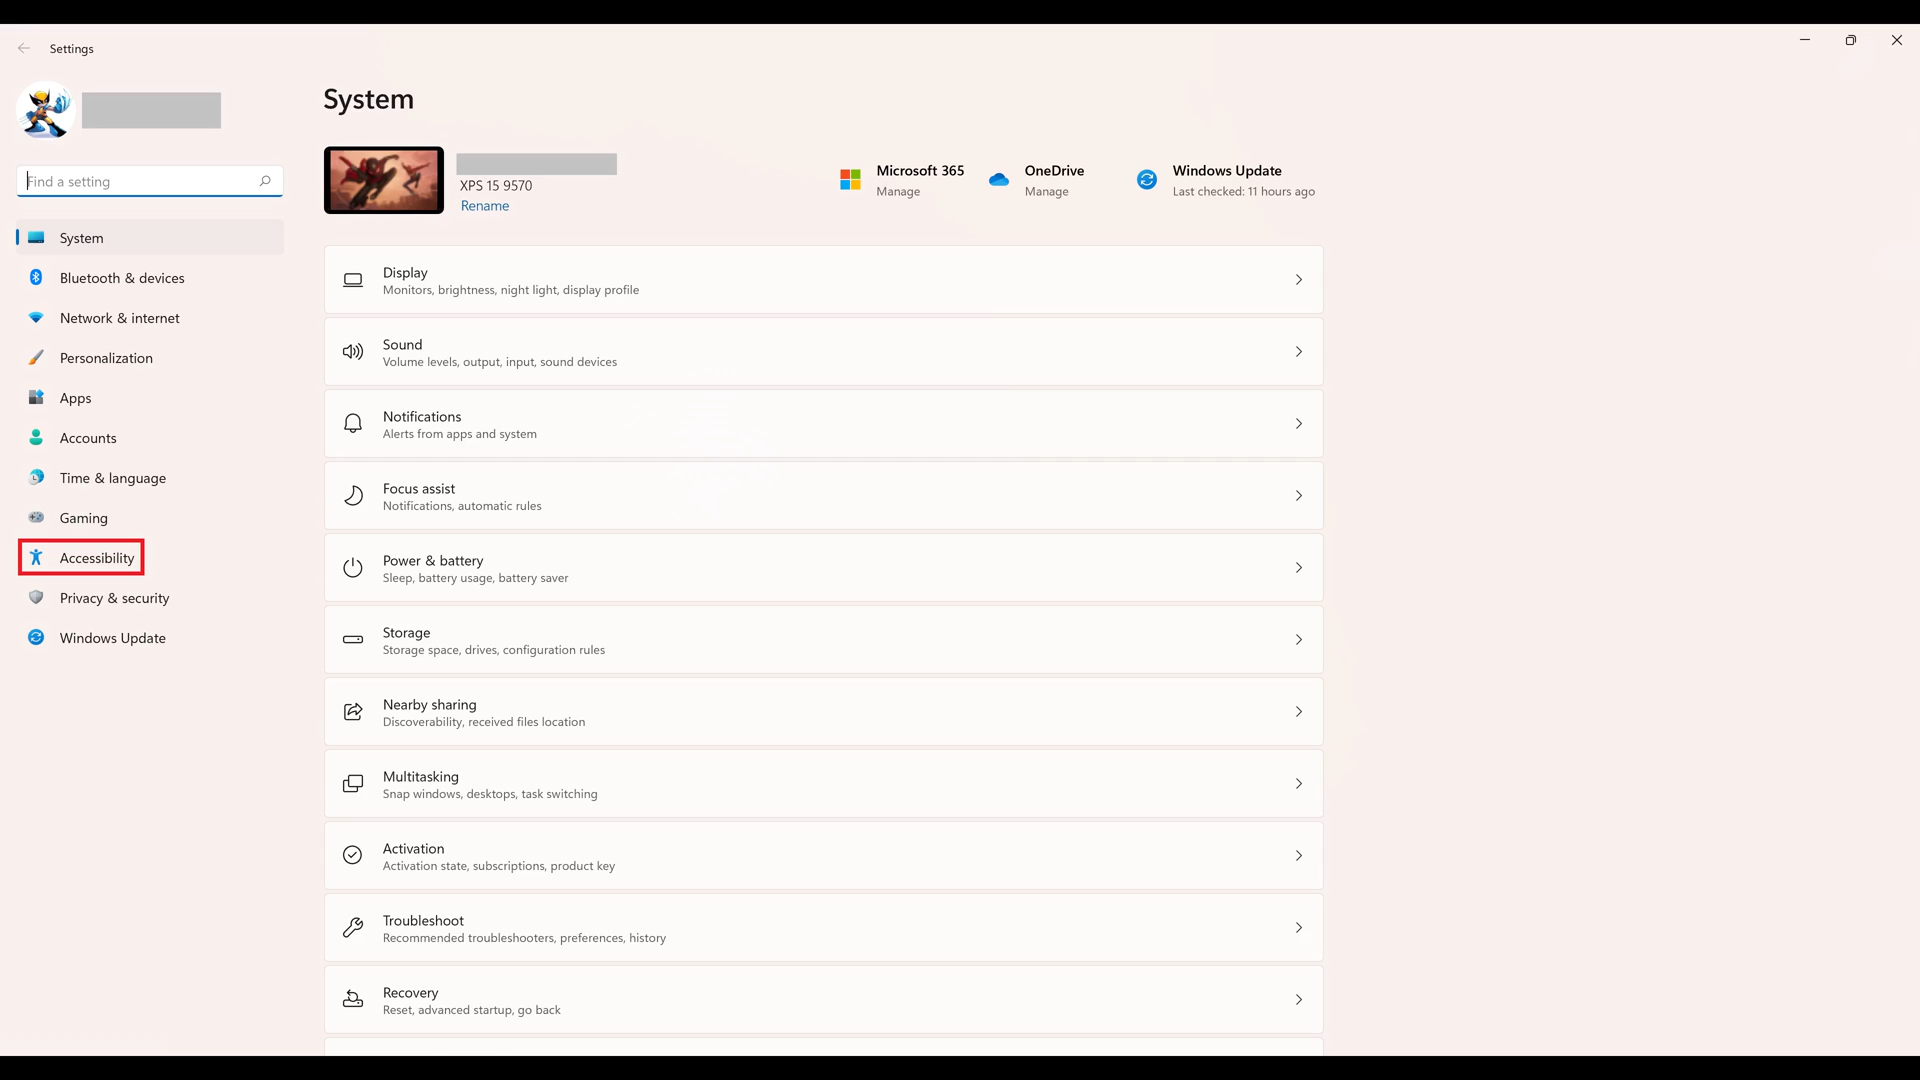 Settings
Find a setting
System
Bluetooth & devices
Network & internet
Personalization
Apps
Accounts
Time & language
Gaming
Accessibility
Privacy & security
Windows Update
System
XPS 15 9570
Rename
Microsoft 365
Manage
OneDrive
Manage
Windows Update
Last checked: 11 hours ago
Display
Monitors, brightness, night light, display profile
Sound
Volume levels, output, input, sound devices
Notifications
Alerts from apps and system
Focus assist
Notifications, automatic rules
Power & battery
Sleep, battery usage, battery saver
Storage
Storage space, drives, configuration rules
Nearby sharing
Discoverability, received files location
Multitasking
Snap windows, desktops, task switching
Activation
Activation state, subscriptions, product key
Troubleshoot
Recommended troubleshooters, preferences, history
Recovery
Reset, advanced startup, go back